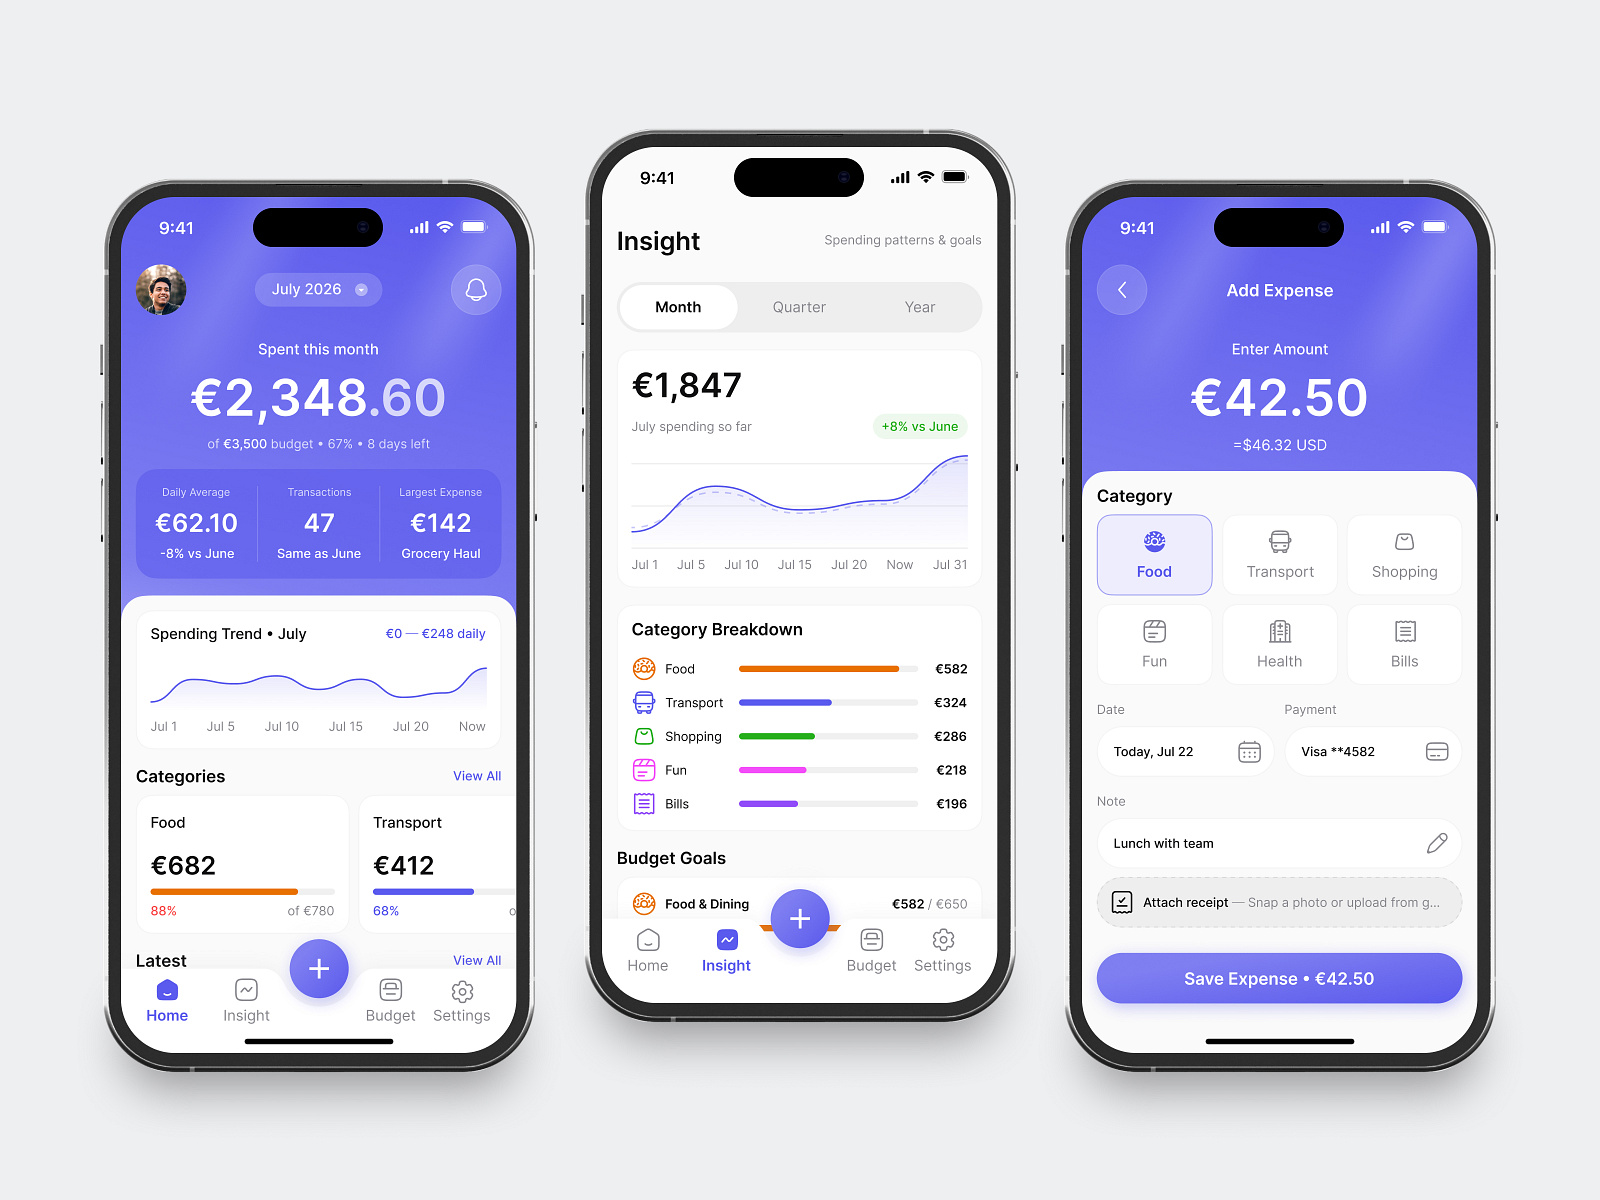 9:41
July 2026
Spent this month
€2,348.60
of €3,500 budget • 67% • 8 days left
Daily Average
€62.10
-8% vs June
Transactions
47
Same as June
Largest Expense
€142
Grocery Haul
Spending Trend • July
€0 — €248 daily
Jul 1 Jul 5 Jul 10 Jul 15 Jul 20 Now
Categories
View All
Food
€682
88%
of €780
Transport
€412
68%
Latest
View All
Home
Insight
Budget
Settings
9:41
Insight
Spending patterns & goals
Month
Quarter
Year
€1,847
July spending so far
+8% vs June
Jul 1 Jul 5 Jul 10 Jul 15 Jul 20 Now Jul 31
Category Breakdown
Food €582
Transport €324
Shopping €286
Fun €218
Bills €196
Budget Goals
Food & Dining €582 / €650
Home
Insight
Budget
Settings
9:41
Add Expense
Enter Amount
€42.50
=$46.32 USD
Category
Food
Transport
Shopping
Fun
Health
Bills
Date
Today, Jul 22
Payment
Visa **4582
Note
Lunch with team
Attach receipt — Snap a photo or upload from g...
Save Expense • €42.50